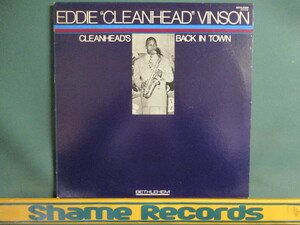 EDDIE "CLEANHEAD" VINSON
CLEANHEAD'S BACK IN TOWN
BETHLEHEM
Shame Records